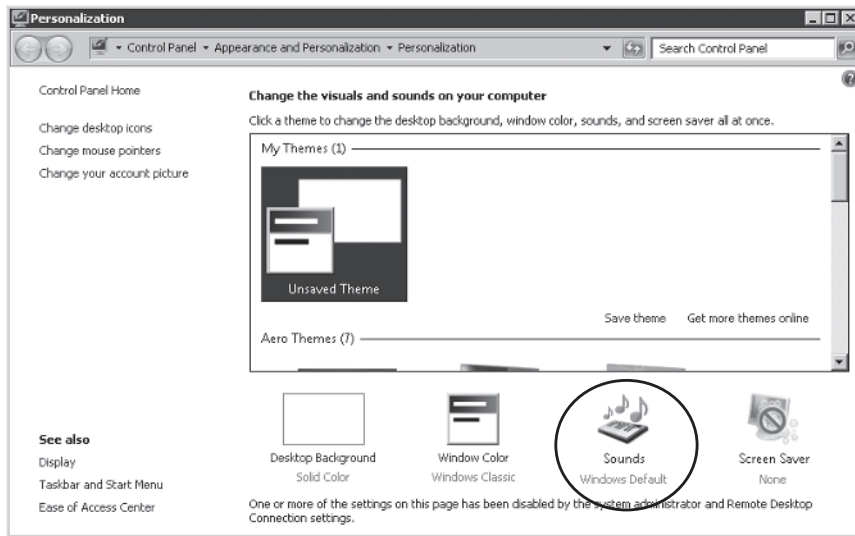 Personalization
Control Panel Appearance and Personalization Personalization
Search Control Panel
Control Panel Home
Change desktop icons
Change mouse pointers
Change your account picture
Change the visuals and sounds on your computer
Click a theme to change the desktop background, window color, sounds, and screen saver all at once.
My Themes (1)
Unsaved Theme
Save theme Get more themes online
Aero Themes (7)
Desktop Background
Solid Color
Window Color
Windows Classic
Sounds
Windows Default
Screen Saver
None
See also
Display
Taskbar and Start Menu
Ease of Access Center
One or more of the settings on this page has been disabled by the system administrator and Remote Desktop
Connection settings.